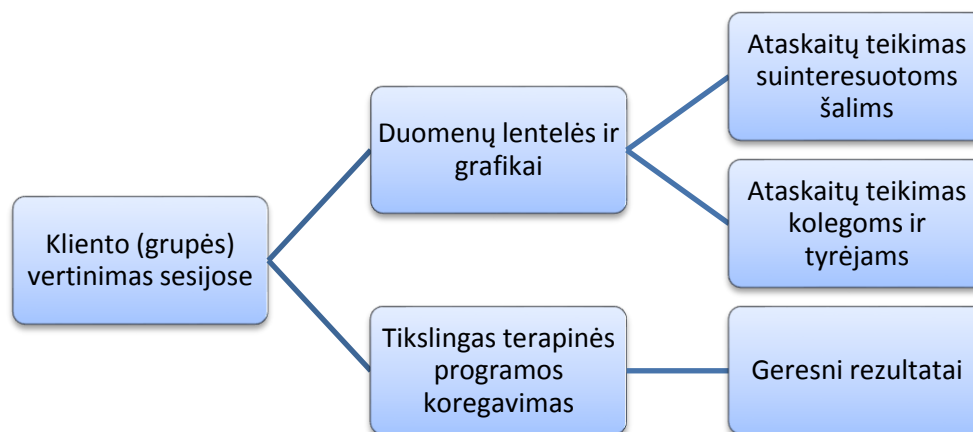 Kliento (grupės)
vertinimas sesijose
Duomenų lentelės ir
grafikai
Ataskaitų teikimas
suinteresuotoms
šalims
Ataskaitų teikimas
kolegoms ir
tyrėjams
Tikslingas terapinės
programos
koregavimas
Geresni rezultatai